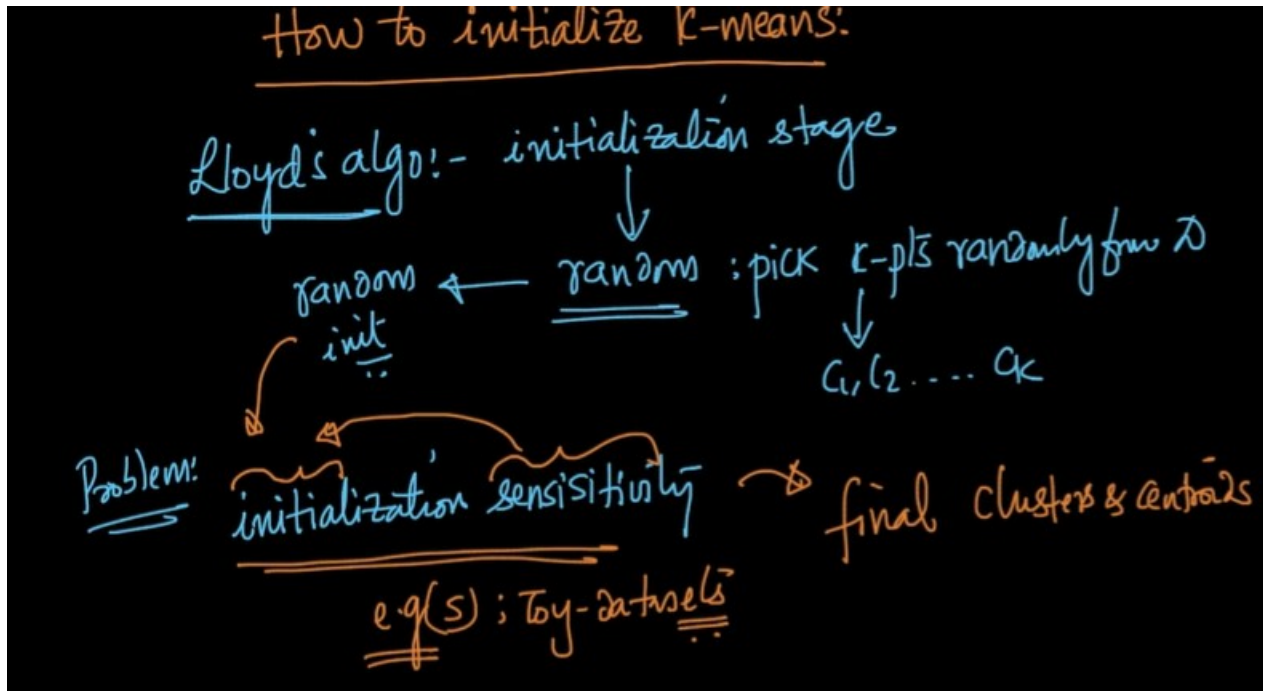 How to initialize K-means:
Lloyd's algo:- initialization stage
random : pick K-pts randomly from D
random
init
C1, C2 ..... CK
Problem: initialization sensisitivity
final clusters & centroids
e.g(s) ; Toy-datasets